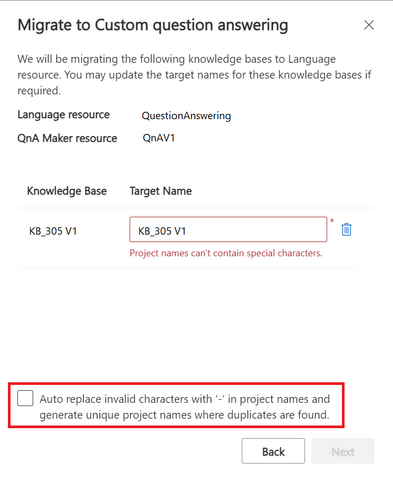 Migrate to Custom question answering
We will be migrating the following knowledge bases to Language
resource. You may update the target names for these knowledge bases if
required.
Language resource QuestionAnswering
QnA Maker resource QnAV1
Knowledge Base Target Name
KB_305 V1 KB_305 V1 *
Project names can't contain special characters.
Auto replace invalid characters with '-' in project names and
generate unique project names where duplicates are found.
Back Next